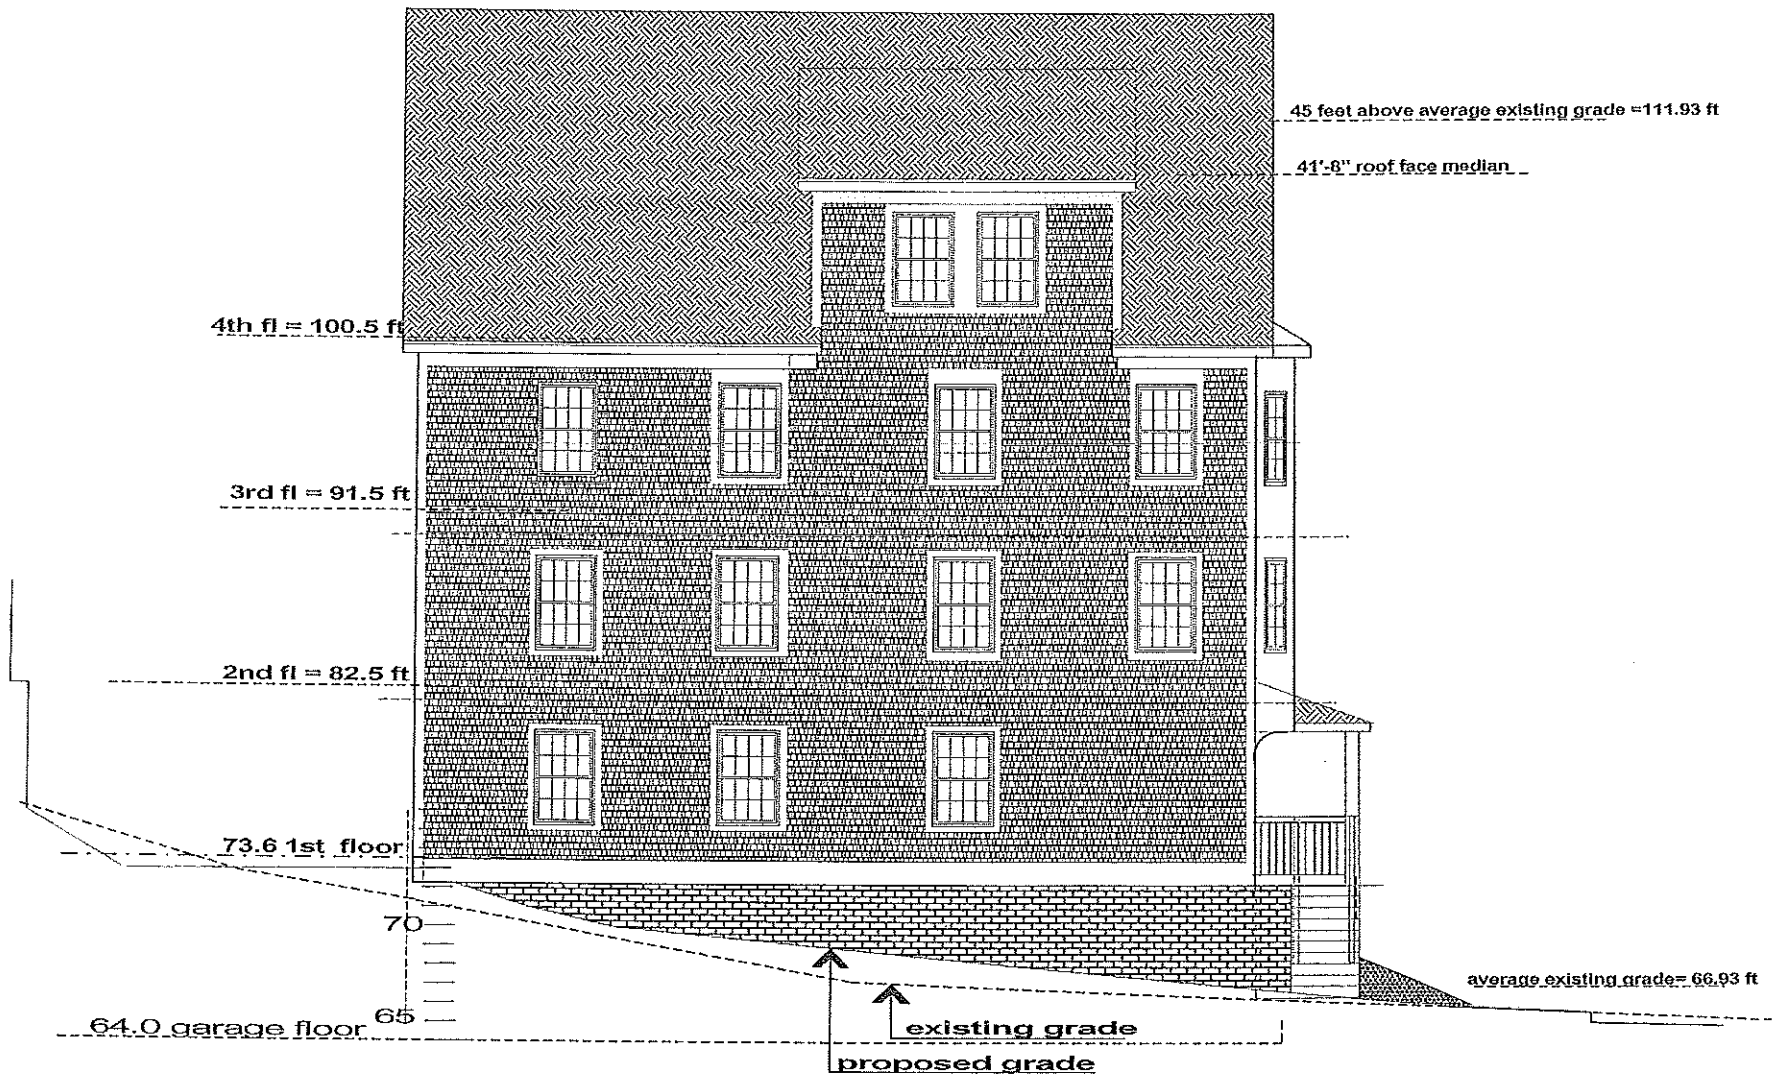 45 feet above average existing grade =111.93 ft
41'-8" roof face median
4th fl = 100.5 ft
3rd fl = 91.5 ft
2nd fl = 82.5 ft
73.6 1st floor
70
average existing grade= 66.93 ft
65
64.0 garage floor
existing grade
proposed grade